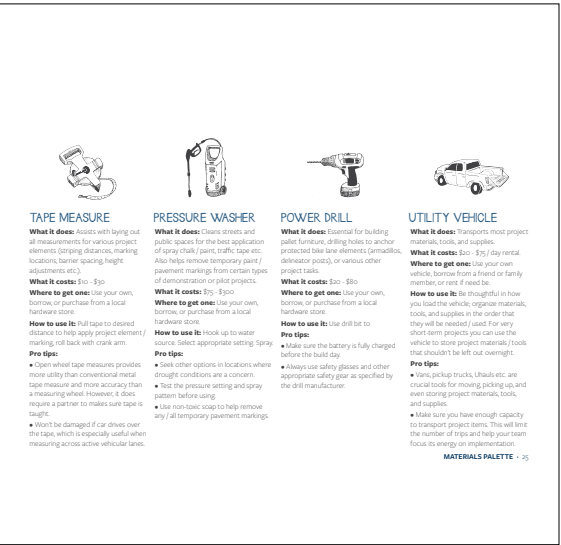 TAPE MEASURE
What it does: Assists with laying out
all measurements for various project
elements (striping distances, marking
locations, barrier spacing, height
adjustments etc.).
What it costs: $10 - $30
Where to get one: Use your own,
borrow, or purchase from a local
hardware store.
How to use it: Pull tape to desired
distance to help apply project element /
marking, roll back with crank arm.
Pro tips:
• Open wheel tape measures provides
more utility than conventional metal
tape measure and more accuracy than
a measuring wheel. However, it does
require a partner to make sure tape is
taught.
• Won't be damaged if car drives over
the tape, which is especially useful when
measuring across active vehicular lanes.
PRESSURE WASHER
What it does: Cleans streets and
public spaces for the best application
of spray chalk / paint, traffic tape etc.
Also helps remove temporary paint /
pavement markings from certain types
of demonstration or pilot projects.
What it costs: $75 - $300
Where to get one: Use your own,
borrow, or purchase from a local
hardware store.
How to use it: Hook up to water
source. Select appropriate setting. Spray.
Pro tips:
• Seek other options in locations where
drought conditions are a concern.
• Test the pressure setting and spray
pattern before using.
• Use non-toxic soap to help remove
any / all temporary pavement markings.
POWER DRILL
What it does: Essential for building
pallet furniture, drilling holes to anchor
protected bike lane elements (armadillos,
delineator posts), or various other
project tasks.
What it costs: $20 - $80
Where to get one: Use your own,
borrow, or purchase from a local
hardware store.
How to use it: Use drill bit to
Pro tips:
• Make sure the battery is fully charged
before the build day.
• Always use safety glasses and other
appropriate safety gear as specified by
the drill manufacturer.
UTILITY VEHICLE
What it does: Transports most project
materials, tools, and supplies.
What it costs: $20 - $75 / day rental.
Where to get one: Use your own
vehicle, borrow from a friend or family
member, or rent if need be.
How to use it: Be thoughtful in how
you load the vehicle; organize materials,
tools, and supplies in the order that
they will be needed / used. For very
short-term projects you can use the
vehicle to store project materials / tools
that shouldn't be left out overnight.
Pro tips:
• Vans, pickup trucks, Uhauls etc. are
crucial tools for moving, picking up, and
even storing project materials, tools,
and supplies.
• Make sure you have enough capacity
to transport project items. This will limit
the number of trips and help your team
focus its energy on implementation.
MATERIALS PALETTE • 25